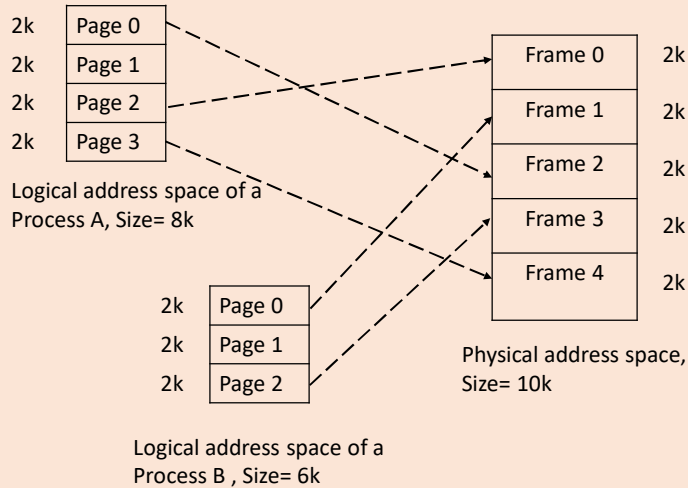 2k Page 0
2k Page 1
2k Page 2
2k Page 3
Logical address space of a
Process A, Size= 8k
Frame 0 2k
Frame 1 2k
Frame 2 2k
Frame 3 2k
Frame 4 2k
Physical address space,
Size= 10k
2k Page 0
2k Page 1
2k Page 2
Logical address space of a
Process B , Size= 6k